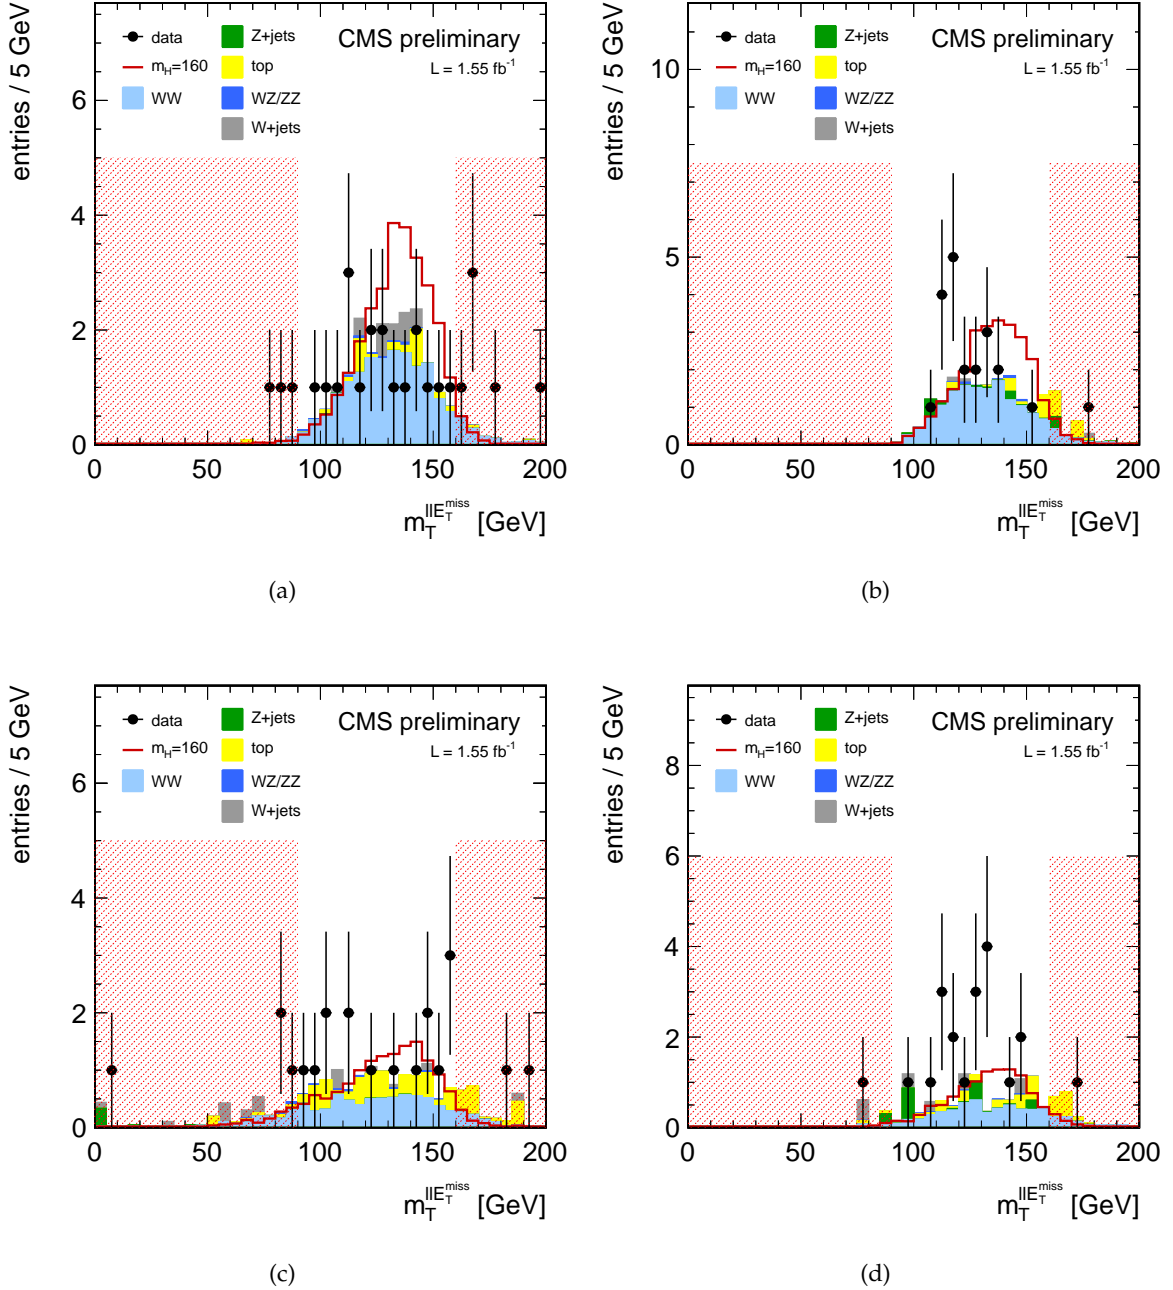 entries / 5 GeV
data
m_H=160
WW
Z+jets
top
WZ/ZZ
W+jets
CMS preliminary
L = 1.55 fb⁻¹
6
4
2
0
0 50 100 150 200
m_T^{llE_T^{miss}} [GeV]
(a)
entries / 5 GeV
data
m_H=160
WW
Z+jets
top
WZ/ZZ
W+jets
CMS preliminary
L = 1.55 fb⁻¹
10
5
0
0 50 100 150 200
m_T^{llE_T^{miss}} [GeV]
(b)
entries / 5 GeV
data
m_H=160
WW
Z+jets
top
WZ/ZZ
W+jets
CMS preliminary
L = 1.55 fb⁻¹
6
4
2
0
0 50 100 150 200
m_T^{llE_T^{miss}} [GeV]
(c)
entries / 5 GeV
data
m_H=160
WW
Z+jets
top
WZ/ZZ
W+jets
CMS preliminary
L = 1.55 fb⁻¹
8
6
4
2
0
0 50 100 150 200
m_T^{llE_T^{miss}} [GeV]
(d)